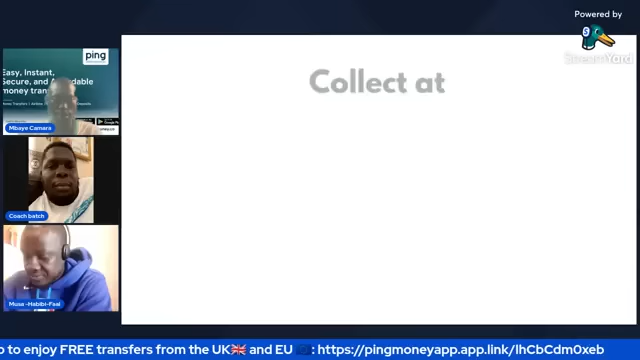 Powered by
StreamYard
ping
Easy, Instant,
Secure, and A dable
money tran
Mbaye Camara
Coach batch
Musa -Habibi-Faal
Collect at
o to enjoy FREE transfers from the UK🇬🇧 and EU 🇪🇺: https://pingmoneyapp.app.link/lhCbCdm0xeb